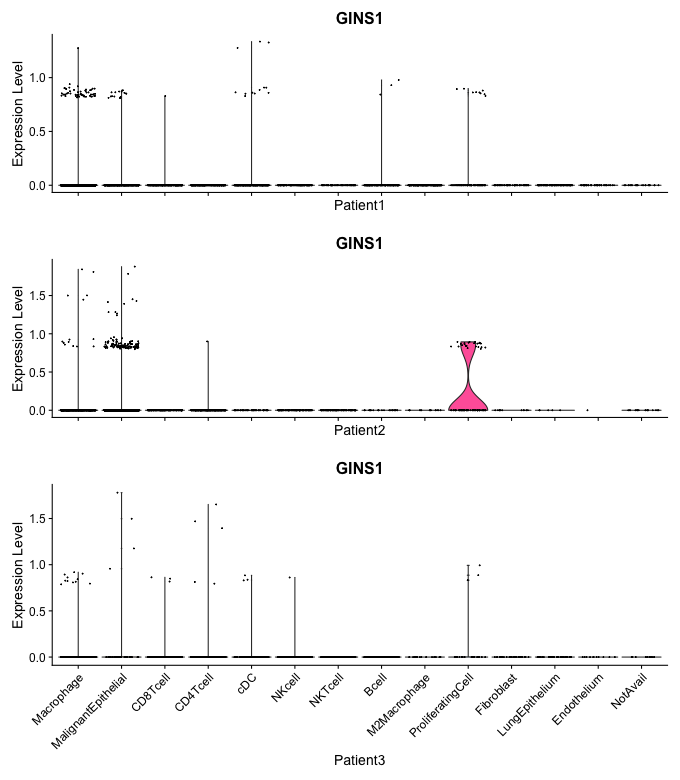 GINS1
Expression Level
1.0
0.5
0.0
Patient1
GINS1
Expression Level
1.5
1.0
0.5
0.0
Patient2
GINS1
Expression Level
1.5
1.0
0.5
0.0
Macrophage
MalignantEpithelial
CD8Tcell
CD4Tcell
cDC
NKcell
NKTcell
Bcell
M2Macrophage
ProliferatingCell
Fibroblast
LungEpithelium
Endothelium
NotAvail
Patient3